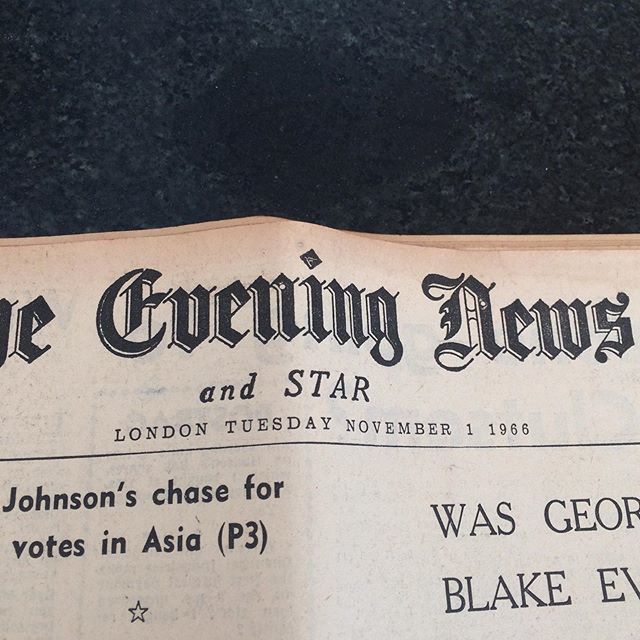 he Evening News
and STAR
LONDON TUESDAY NOVEMBER 1 1966
Johnson's chase for
votes in Asia (P3)
WAS GEOR
BLAKE EV